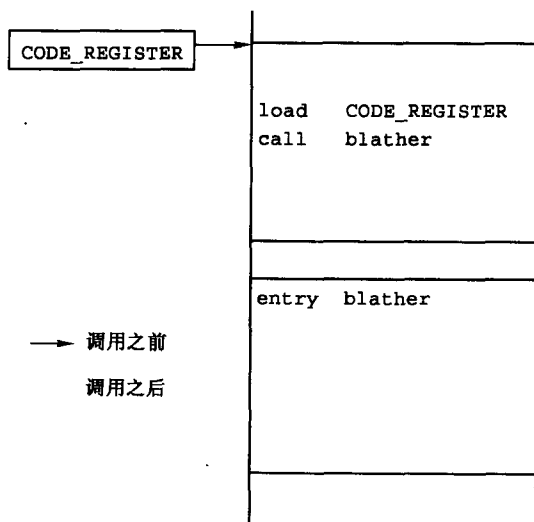 CODE_REGISTER
load CODE_REGISTER
call blather
entry blather
调用之前
调用之后